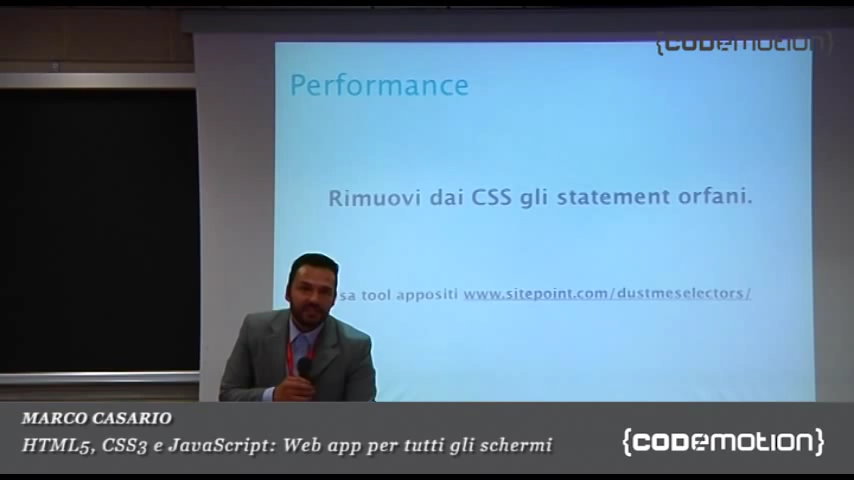 {CODEMOTION}
Performance
Rimuovi dai CSS gli statement orfani.
sa tool appositi www.sitepoint.com/dustmeselectors/
MARCO CASARIO
HTML5, CSS3 e JavaScript: Web app per tutti gli schermi
{CODEMOTION}